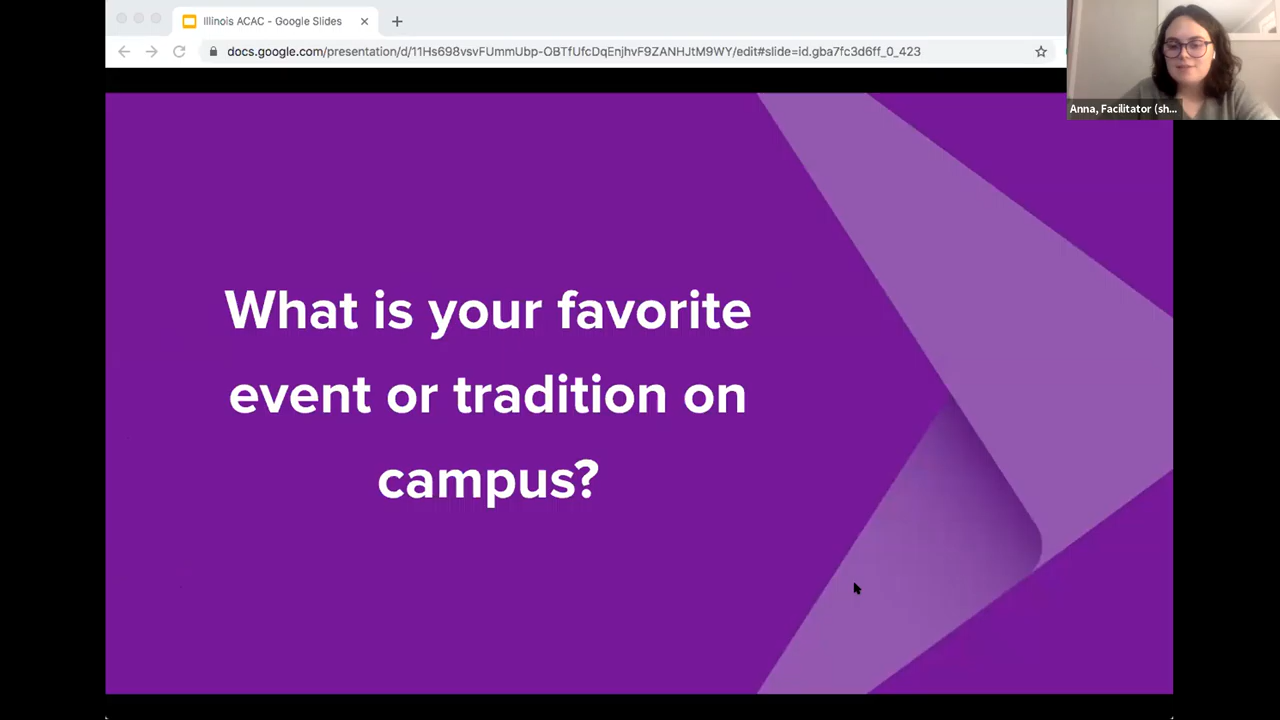 Illinois ACAC - Google Slides
docs.google.com/presentation/d/11Hs698vsvFUmmUbp-OBTfUfcDqEnjhvF9ZANHJtM9WY/edit#slide=id.gba7fc3d6ff_0_423
Anna, Facilitator (sh...
What is your favorite
event or tradition on
campus?